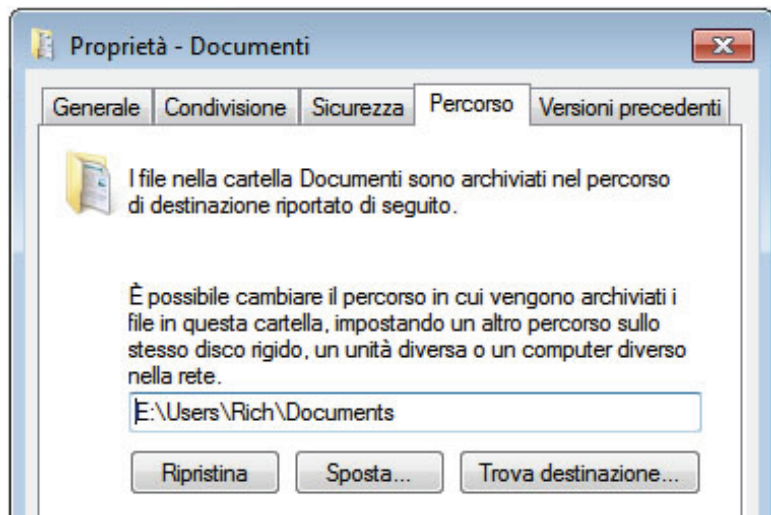 Proprietà - Documenti
Generale Condivisione Sicurezza Percorso Versioni precedenti
I file nella cartella Documenti sono archiviati nel percorso
di destinazione riportato di seguito.
È possibile cambiare il percorso in cui vengono archiviati i
file in questa cartella, impostando un altro percorso sullo
stesso disco rigido, un unità diversa o un computer diverso
nella rete.
E:\Users\Rich\Documents
Ripristina Sposta... Trova destinazione...